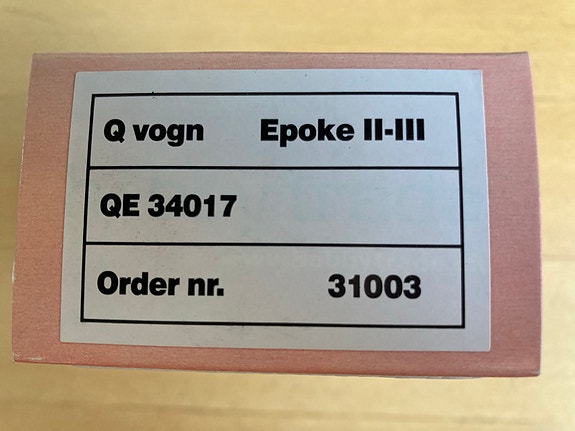 Q vogn Epoke II-III
QE 34017
Order nr. 31003